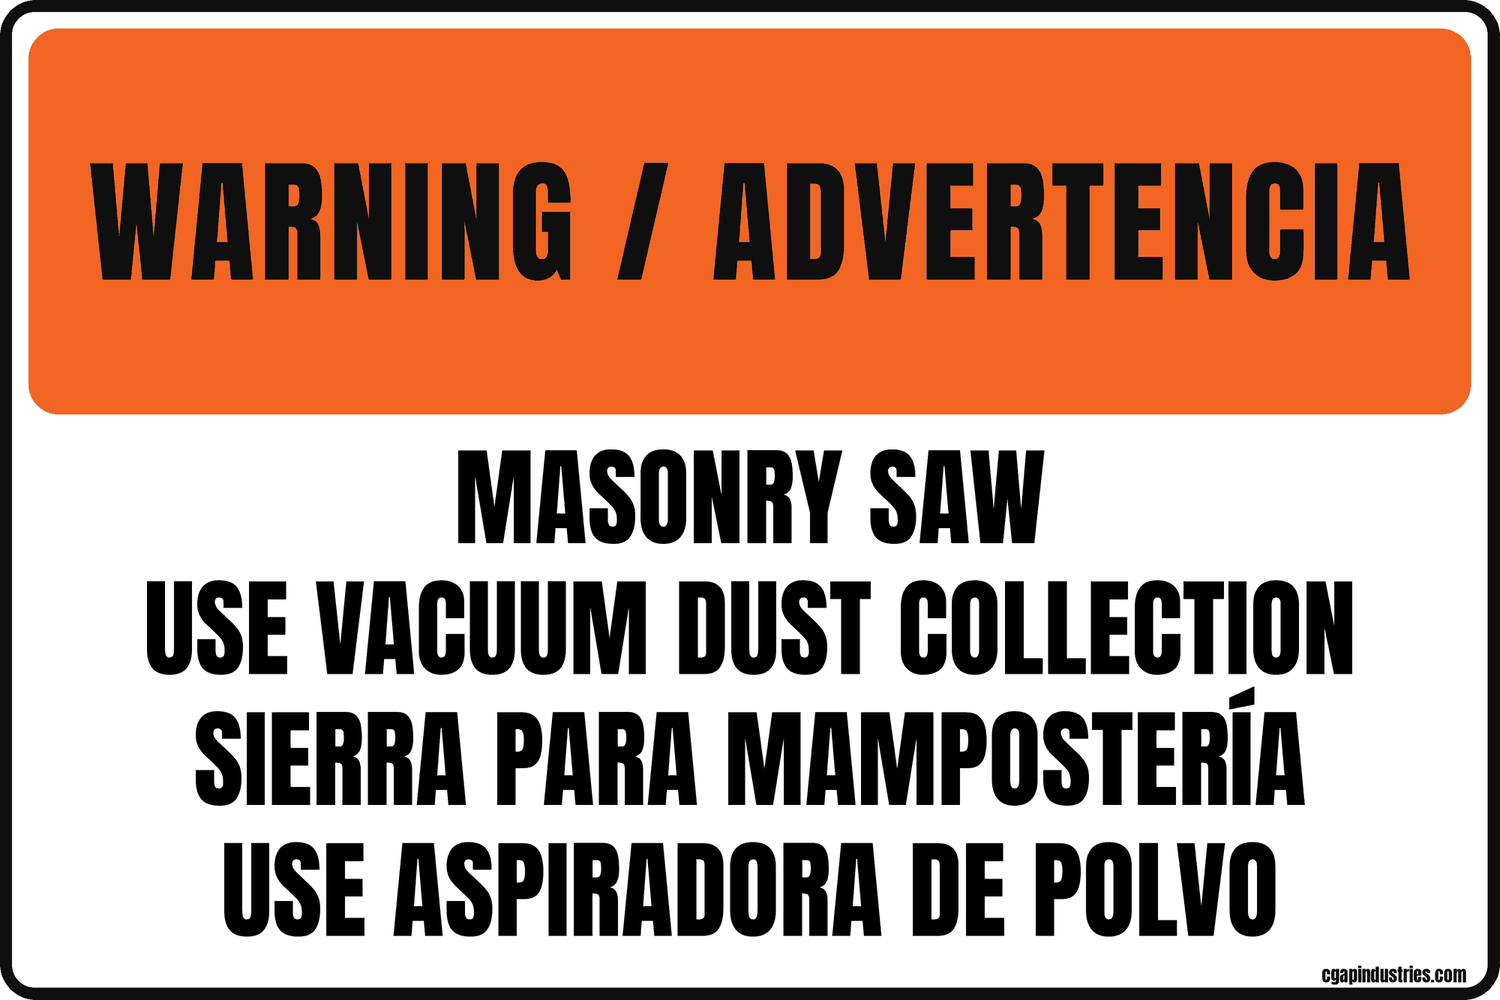 WARNING / ADVERTENCIA
MASONRY SAW
USE VACUUM DUST COLLECTION
SIERRA PARA MAMPOSTERÍA
USE ASPIRADORA DE POLVO
cgapindustries.com